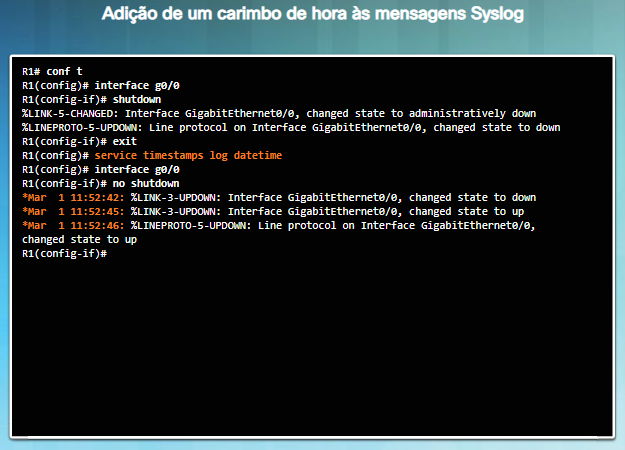 Adição de um carimbo de hora às mensagens Syslog
R1# conf t
R1(config)# interface g0/0
R1(config-if)# shutdown
%LINK-5-CHANGED: Interface GigabitEthernet0/0, changed state to administratively down
%LINEPROTO-5-UPDOWN: Line protocol on Interface GigabitEthernet0/0, changed state to down
R1(config-if)# exit
R1(config)# service timestamps log datetime
R1(config)# interface g0/0
R1(config-if)# no shutdown
*Mar  1 11:52:42: %LINK-3-UPDOWN: Interface GigabitEthernet0/0, changed state to down
*Mar  1 11:52:45: %LINK-3-UPDOWN: Interface GigabitEthernet0/0, changed state to up
*Mar  1 11:52:46: %LINEPROTO-5-UPDOWN: Line protocol on Interface GigabitEthernet0/0,
changed state to up
R1(config-if)#